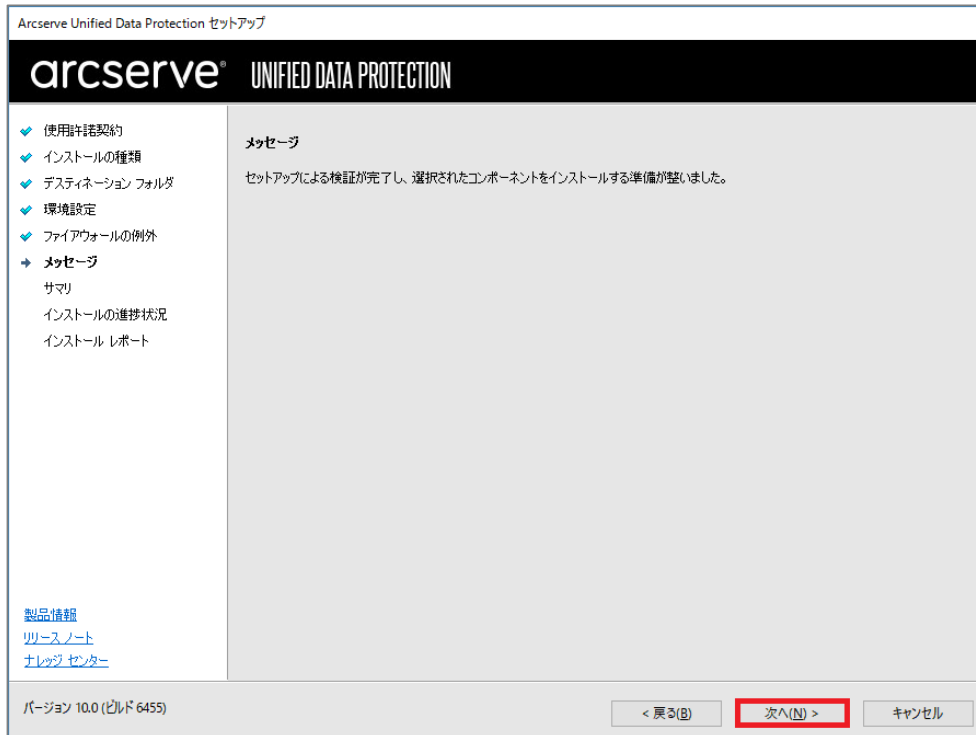 Arcserve Unified Data Protection セットアップ
arcserve® UNIFIED DATA PROTECTION
使用許諾契約
インストールの種類
デスティネーション フォルダ
環境設定
ファイアウォールの例外
メッセージ
サマリ
インストールの進捗状況
インストール レポート
メッセージ
セットアップによる検証が完了し、選択されたコンポーネントをインストールする準備が整いました。
製品情報
リリース ノート
ナレッジ センター
バージョン 10.0 (ビルド 6455)
< 戻る(B)
次へ(N) >
キャンセル